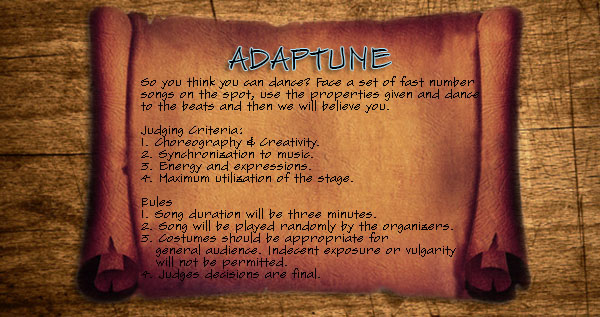 ADAPTUNE
So you think you can dance? Face a set of fast number
songs on the spot, use the properties given and dance
to the beats and then we will believe you.
Judging Criteria:
1. Choreography & Creativity.
2. Synchronization to music.
3. Energy and expressions.
4. Maximum utilization of the stage.
Eules
1. Song duration will be three minutes.
2. Song will be played randomly by the organizers.
3. Costumes should be appropriate for
general audience. Indecent exposure or vulgarity
will not be permitted.
4. Judges decisions are final.